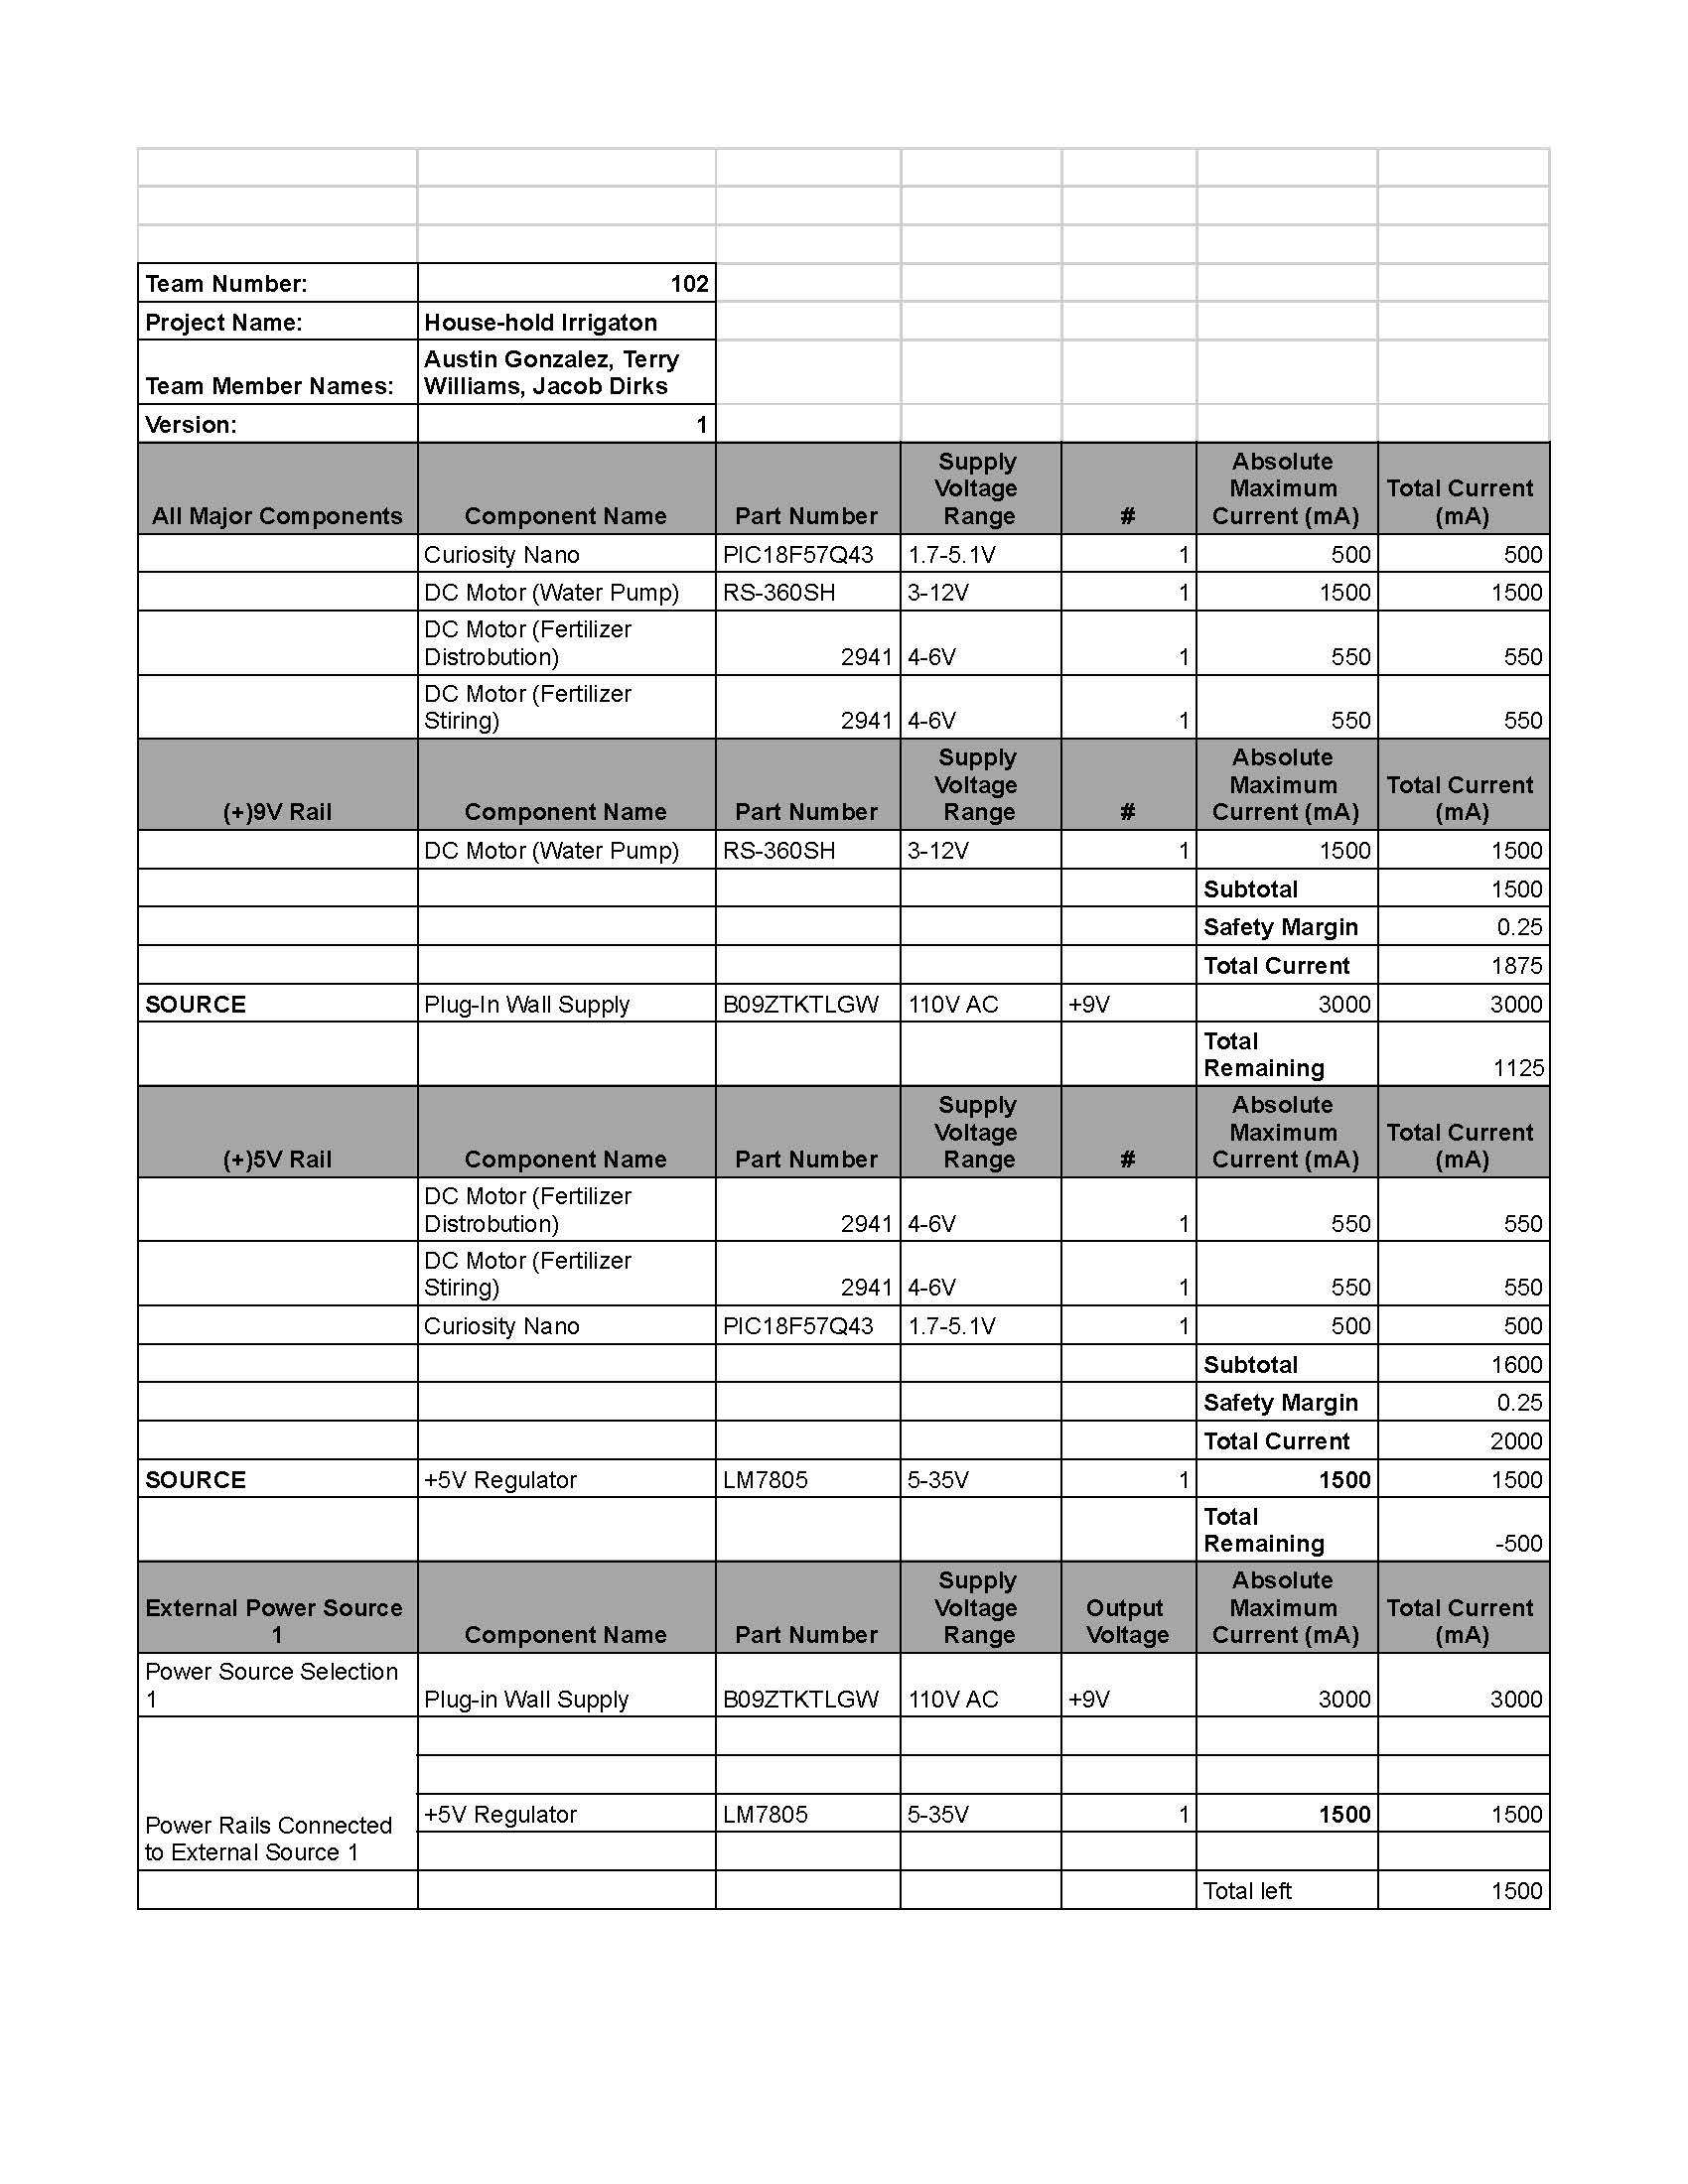 Team Number: 102
Project Name: House-hold Irrigaton
Team Member Names: Austin Gonzalez, Terry Williams, Jacob Dirks
Version: 1
All Major Components Component Name Part Number Supply Voltage Range # Absolute Maximum Current (mA) Total Current (mA)
Curiosity Nano PIC18F57Q43 1.7-5.1V 1 500 500
DC Motor (Water Pump) RS-360SH 3-12V 1 1500 1500
DC Motor (Fertilizer Distrobution) 2941 4-6V 1 550 550
DC Motor (Fertilizer Stiring) 2941 4-6V 1 550 550
(+)9V Rail Component Name Part Number Supply Voltage Range # Absolute Maximum Current (mA) Total Current (mA)
DC Motor (Water Pump) RS-360SH 3-12V 1 1500 1500
Subtotal 1500
Safety Margin 0.25
Total Current 1875
SOURCE Plug-In Wall Supply B09ZTKTLGW 110V AC +9V 3000 3000
Total Remaining 1125
(+)5V Rail Component Name Part Number Supply Voltage Range # Absolute Maximum Current (mA) Total Current (mA)
DC Motor (Fertilizer Distrobution) 2941 4-6V 1 550 550
DC Motor (Fertilizer Stiring) 2941 4-6V 1 550 550
Curiosity Nano PIC18F57Q43 1.7-5.1V 1 500 500
Subtotal 1600
Safety Margin 0.25
Total Current 2000
SOURCE +5V Regulator LM7805 5-35V 1 1500 1500
Total Remaining -500
External Power Source 1 Component Name Part Number Supply Voltage Range Output Voltage Absolute Maximum Current (mA) Total Current (mA)
Power Source Selection 1 Plug-in Wall Supply B09ZTKTLGW 110V AC +9V 3000 3000
Power Rails Connected to External Source 1 +5V Regulator LM7805 5-35V 1 1500 1500
Total left 1500